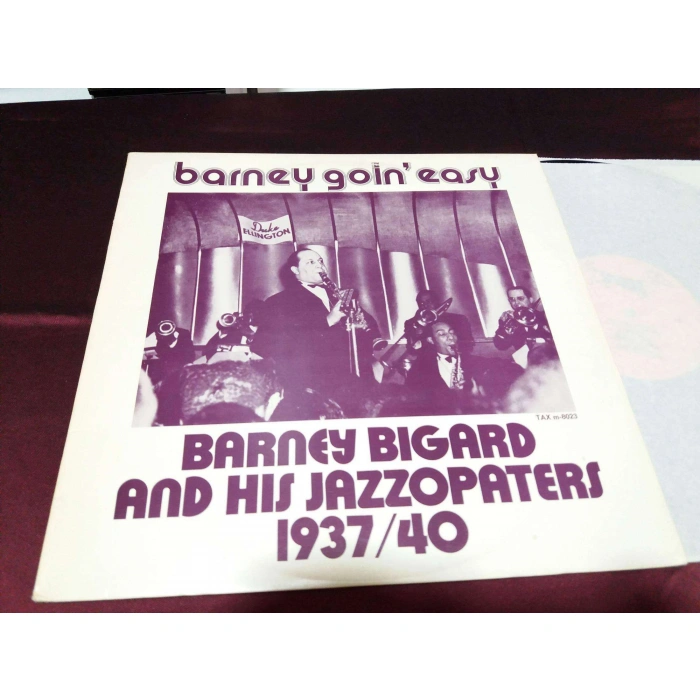 barney goin' easy
Duke
ELLINGTON
TAX m-8023
BARNEY BIGARD
AND HIS JAZZOPATERS
1937/40